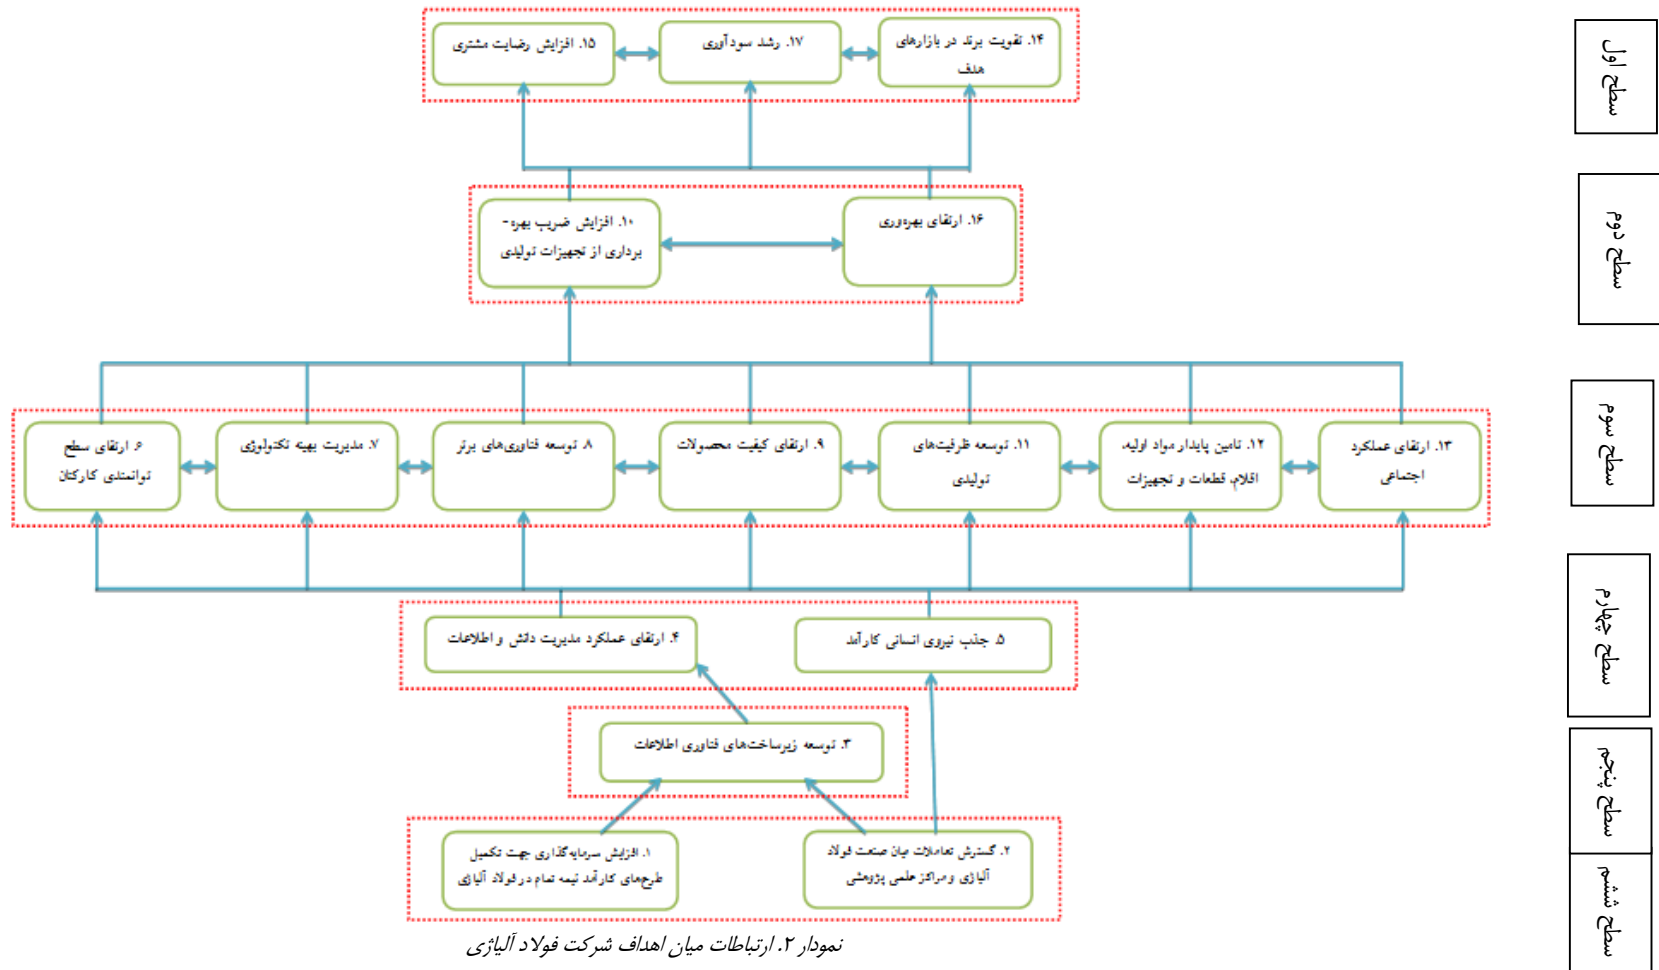 ۱۵. افزایش رضایت مشتری
۱۷. رشد سودآوری
۱۴. تقویت برند در بازارهای
هدف
سطح اول
۱۰. افزایش ضریب بهره-
برداری از تجهیزات تولیدی
۱۶. ارتقای بهره‌وری
سطح دوم
۶. ارتقای سطح
توانمندی کارکنان
۷. مدیریت بهینه تکنولوژی
۸. توسعه فناوری‌های برتر
۹. ارتقای کیفیت محصولات
۱۱. توسعه ظرفیت‌های
تولیدی
۱۲. تامین پایدار مواد اولیه،
اقلام، قطعات و تجهیزات
۱۳. ارتقای عملکرد
اجتماعی
سطح سوم
۴. ارتقای عملکرد مدیریت دانش و اطلاعات
۵. جذب نیروی انسانی کارآمد
سطح چهارم
۳. توسعه زیرساخت‌های فناوری اطلاعات
سطح پنجم
۱. افزایش سرمایه‌گذاری جهت تکمیل
طرح‌های کارآمد نیمه تمام در فولاد آلیاژی
۲. گسترش تعاملات میان صنعت فولاد
آلیاژی و مراکز علمی پژوهشی
سطح ششم
نمودار ۲. ارتباطات میان اهداف شرکت فولاد آلیاژی